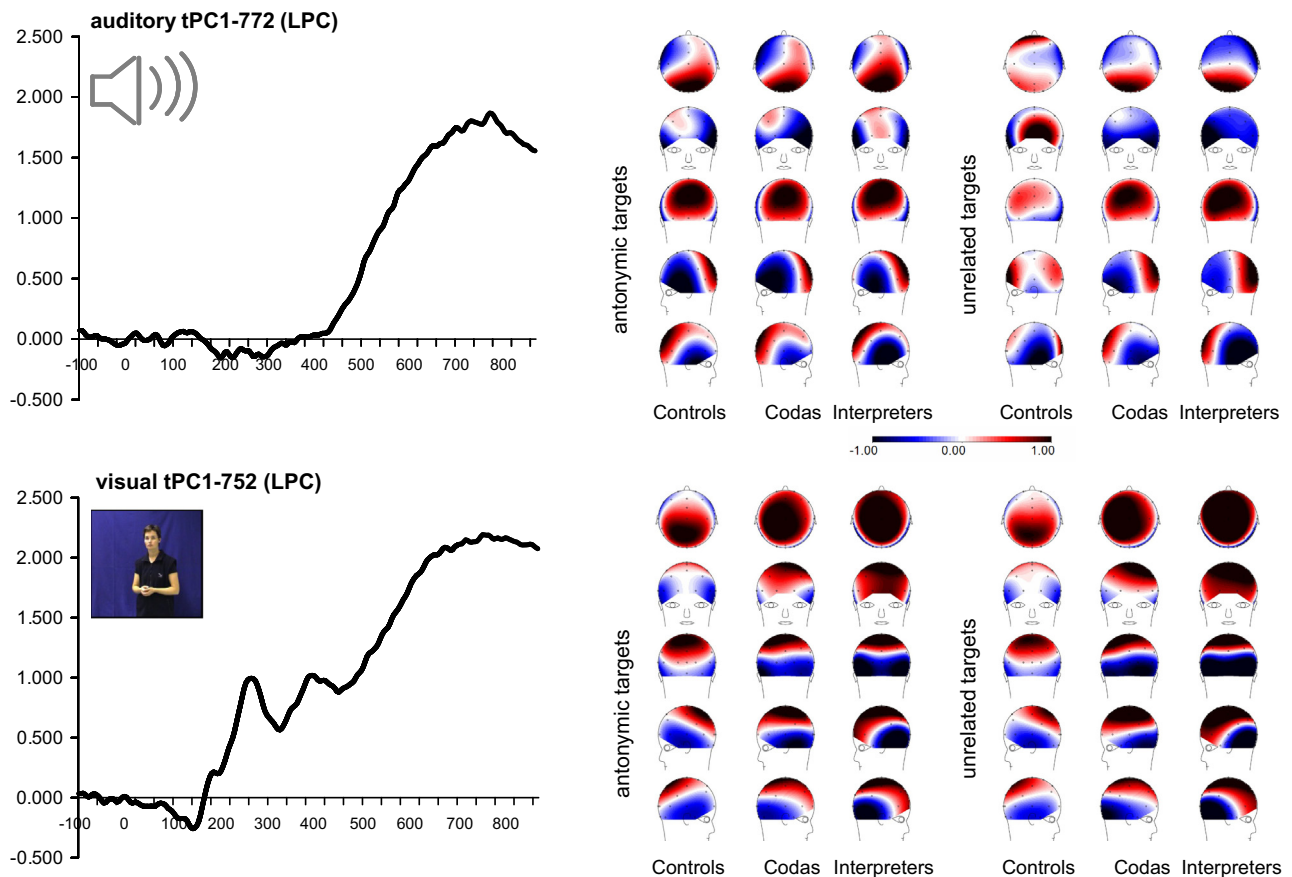 auditory tPC1-772 (LPC)
2.500
2.000
1.500
1.000
0.500
0.000
-0.500
-100 0 100 200 300 400 500 600 700 800
antonymic targets
unrelated targets
Controls Codas Interpreters
Controls Codas Interpreters
-1.00 0.00 1.00
visual tPC1-752 (LPC)
2.500
2.000
1.500
1.000
0.500
0.000
-0.500
-100 0 100 200 300 400 500 600 700 800
antonymic targets
unrelated targets
Controls Codas Interpreters
Controls Codas Interpreters